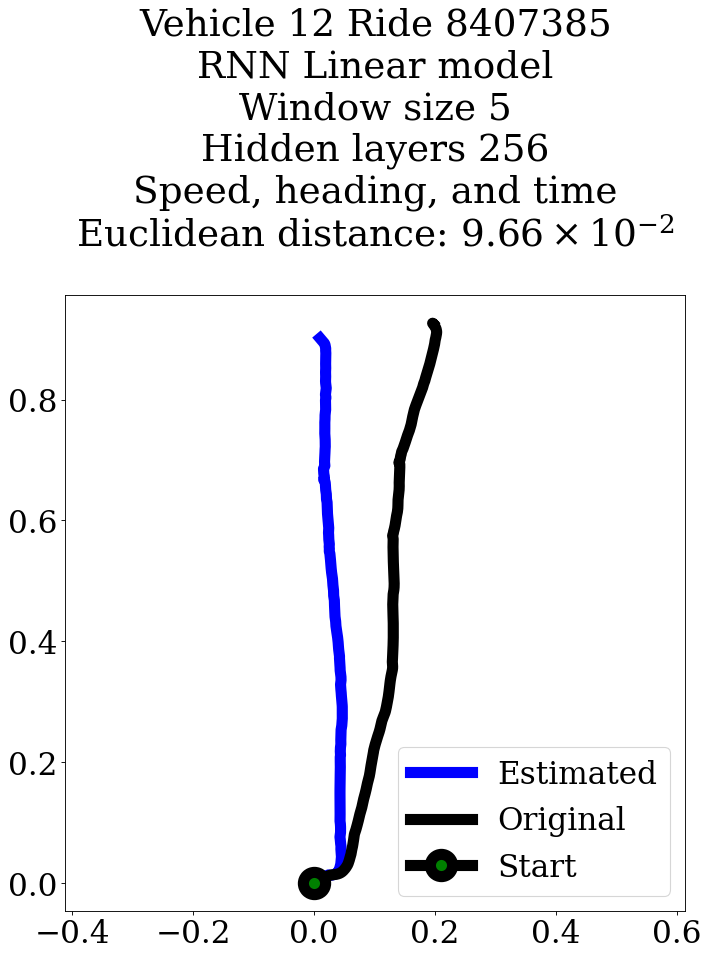 Vehicle 12 Ride 8407385
RNN Linear model
Window size 5
Hidden layers 256
Speed, heading, and time
Euclidean distance: 9.66 × 10⁻²
0.8
0.6
0.4
0.2
0.0
Estimated
Original
Start
−0.4 −0.2 0.0 0.2 0.4 0.6